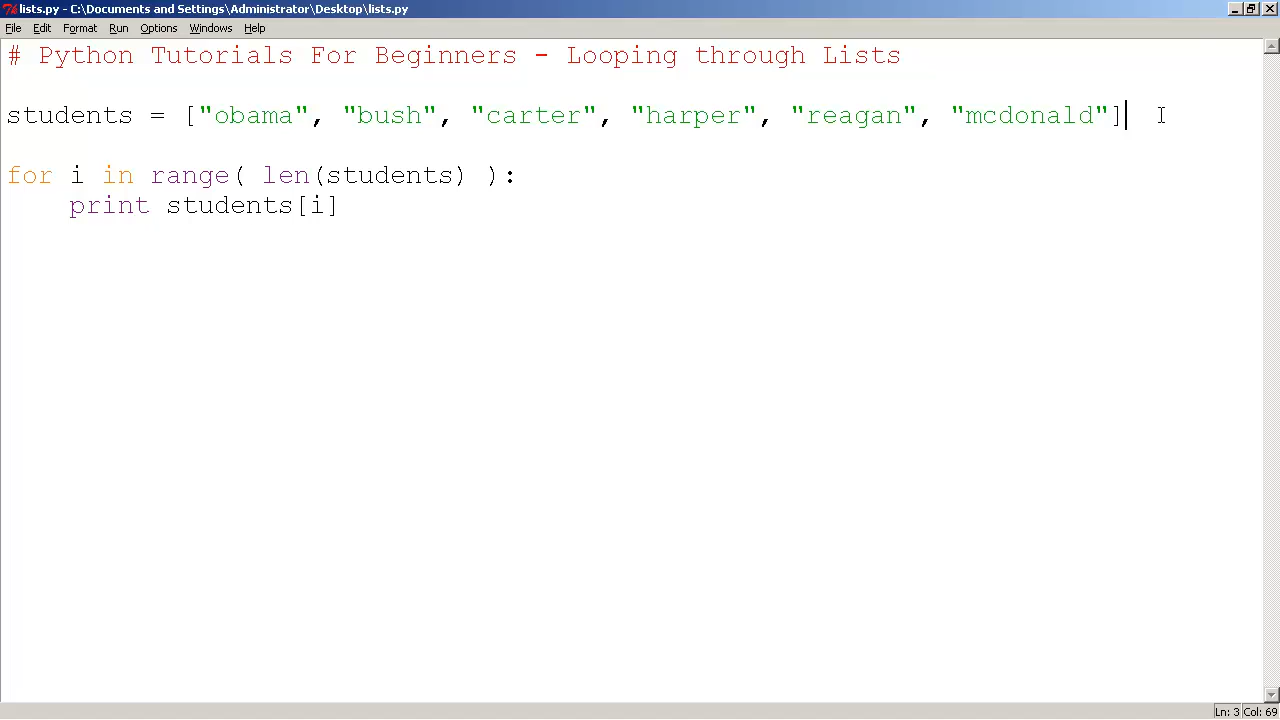 lists.py - C:\Documents and Settings\Administrator\Desktop\lists.py
File Edit Format Run Options Windows Help
# Python Tutorials For Beginners - Looping through Lists
students = ["obama", "bush", "carter", "harper", "reagan", "mcdonald"]
for i in range( len(students) ):
    print students[i]
Ln: 3 Col: 69